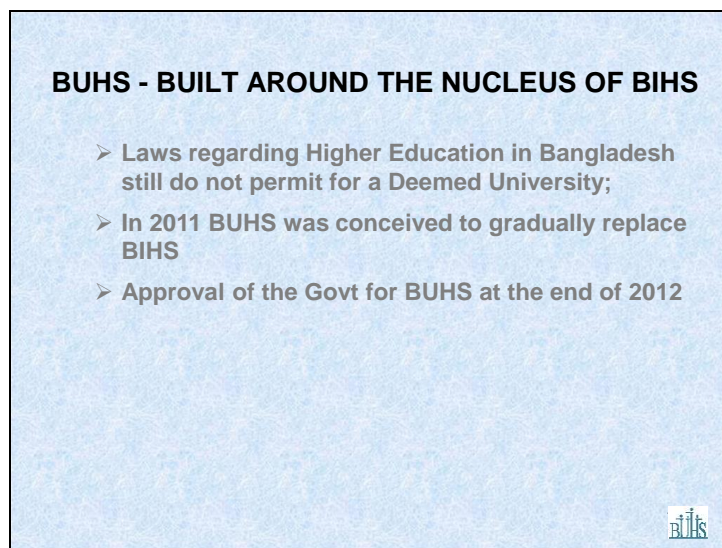 BUHS - BUILT AROUND THE NUCLEUS OF BIHS
➢ Laws regarding Higher Education in Bangladesh
still do not permit for a Deemed University;
➢ In 2011 BUHS was conceived to gradually replace
BIHS
➢ Approval of the Govt for BUHS at the end of 2012
BUHS